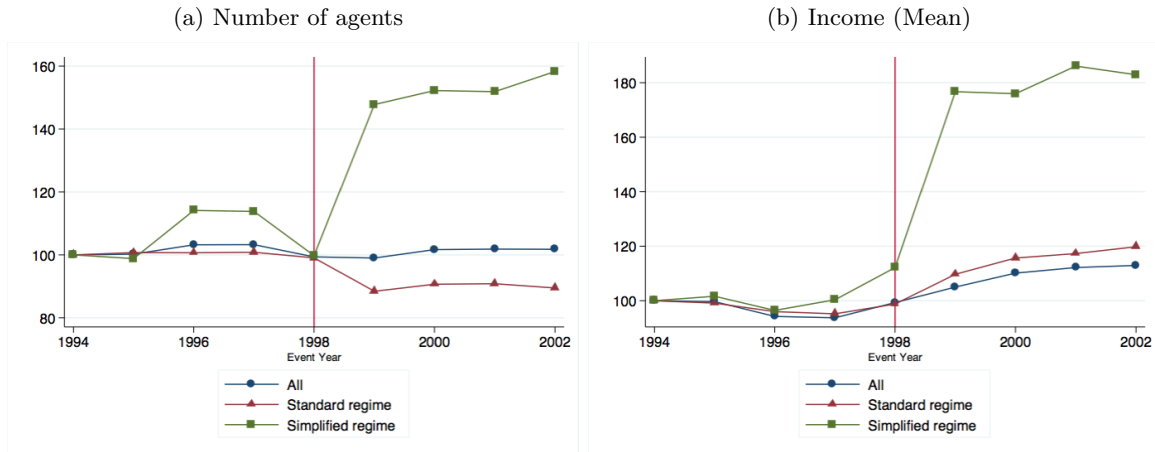 (a) Number of agents
160
140
120
100
80
1994
1996
1998
2000
2002
Event Year
All
Standard regime
Simplified regime
(b) Income (Mean)
180
160
140
120
100
1994
1996
1998
2000
2002
Event Year
All
Standard regime
Simplified regime